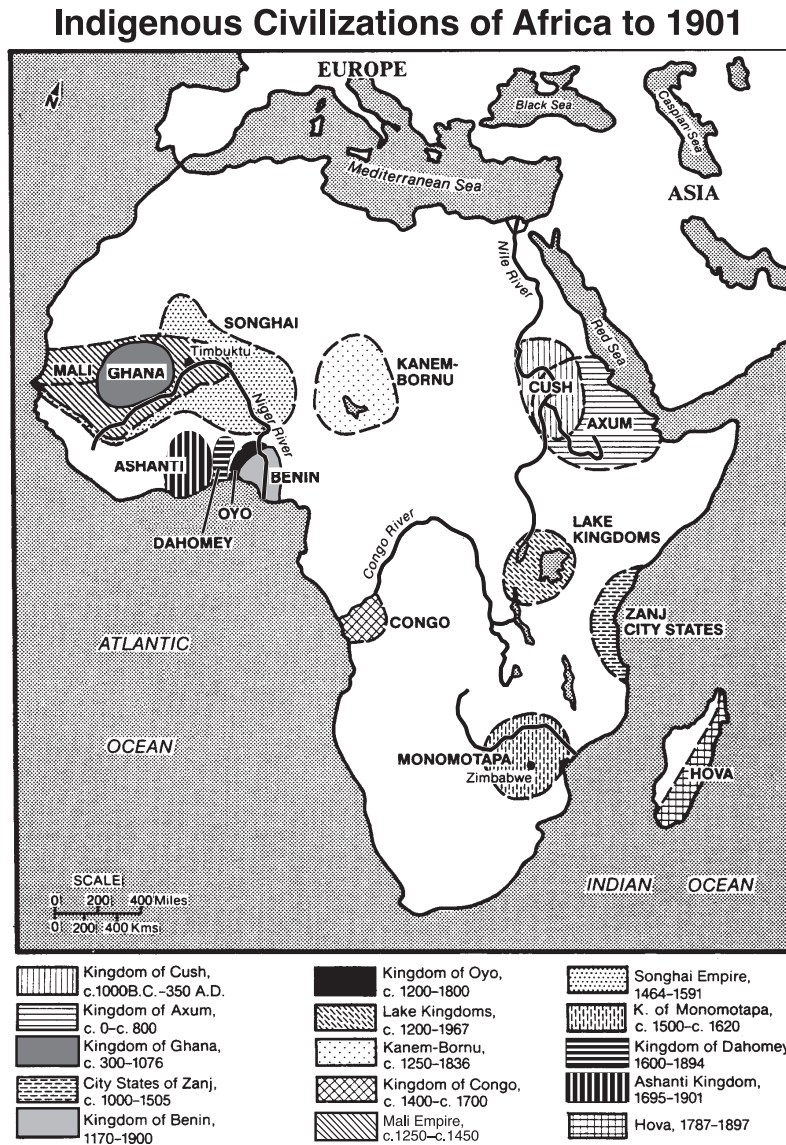 Indigenous Civilizations of Africa to 1901
EUROPE
N
Black Sea
Caspian Sea
Mediterranean Sea
ASIA
Nile River
Red Sea
SONGHAI
Timbuktu
MALI
GHANA
KANEM-
BORNU
CUSH
AXUM
Niger River
ASHANTI
BENIN
OYO
DAHOMEY
Congo River
LAKE
KINGDOMS
CONGO
ZANJ
CITY STATES
ATLANTIC
OCEAN
MONOMOTAPA
Zimbabwe
HOVA
INDIAN OCEAN
SCALE
0 200 400 Miles
0 200 400 Kms
Kingdom of Cush,
c.1000B.C.–350 A.D.
Kingdom of Axum,
c. 0–c. 800
Kingdom of Ghana,
c. 300–1076
City States of Zanj,
c. 1000–1505
Kingdom of Benin,
1170–1900
Kingdom of Oyo,
c. 1200–1800
Lake Kingdoms,
c. 1200–1967
Kanem-Bornu,
c. 1250–1836
Kingdom of Congo,
c. 1400–c. 1700
Mali Empire,
c.1250–c.1450
Songhai Empire,
1464–1591
K. of Monomotapa,
c. 1500–c. 1620
Kingdom of Dahomey
1600–1894
Ashanti Kingdom,
1695–1901
Hova, 1787–1897